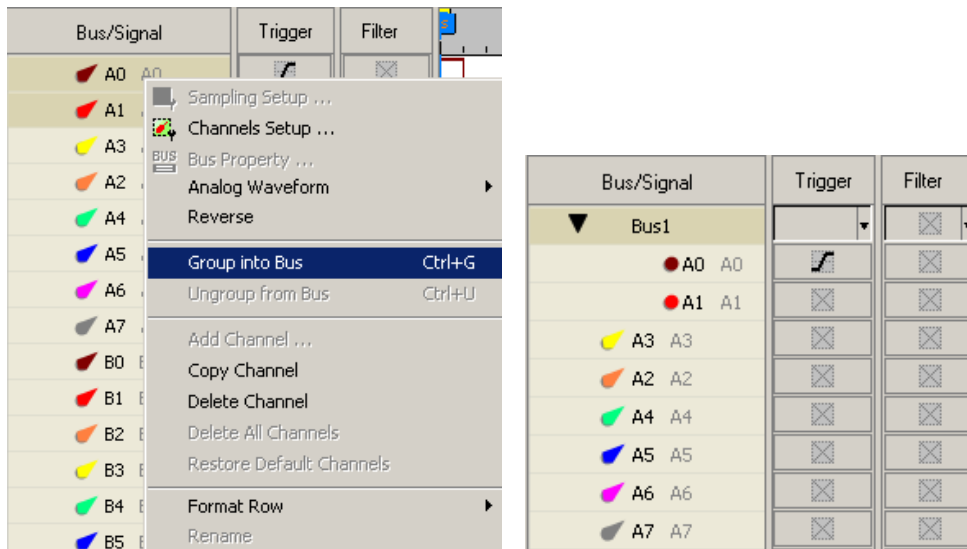 Bus/Signal Trigger Filter
S
A0 A0
A1
Sampling Setup ...
Channels Setup ...
A3
BUS Bus Property ...
A2
Analog Waveform
A4
Reverse
A5
Group into Bus Ctrl+G
A6
Ungroup from Bus Ctrl+U
A7
Add Channel ...
B0
Copy Channel
B1
Delete Channel
B2
Delete All Channels
B3
Restore Default Channels
B4
Format Row
B5
Rename
Bus/Signal Trigger Filter
Bus1
A0 A0
A1 A1
A3 A3
A2 A2
A4 A4
A5 A5
A6 A6
A7 A7